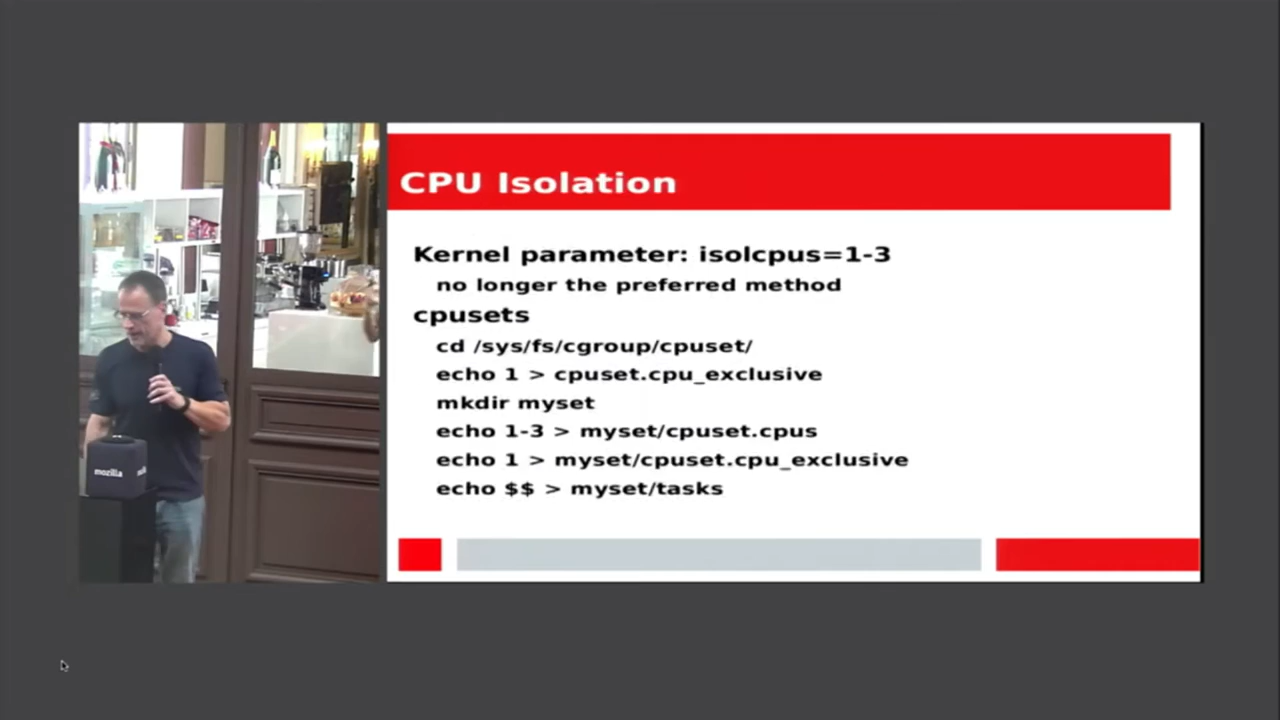 CPU Isolation
Kernel parameter: isolcpus=1-3
no longer the preferred method
cpusets
cd /sys/fs/cgroup/cpuset/
echo 1 > cpuset.cpu_exclusive
mkdir myset
echo 1-3 > myset/cpuset.cpus
echo 1 > myset/cpuset.cpu_exclusive
echo $$ > myset/tasks
mozilla